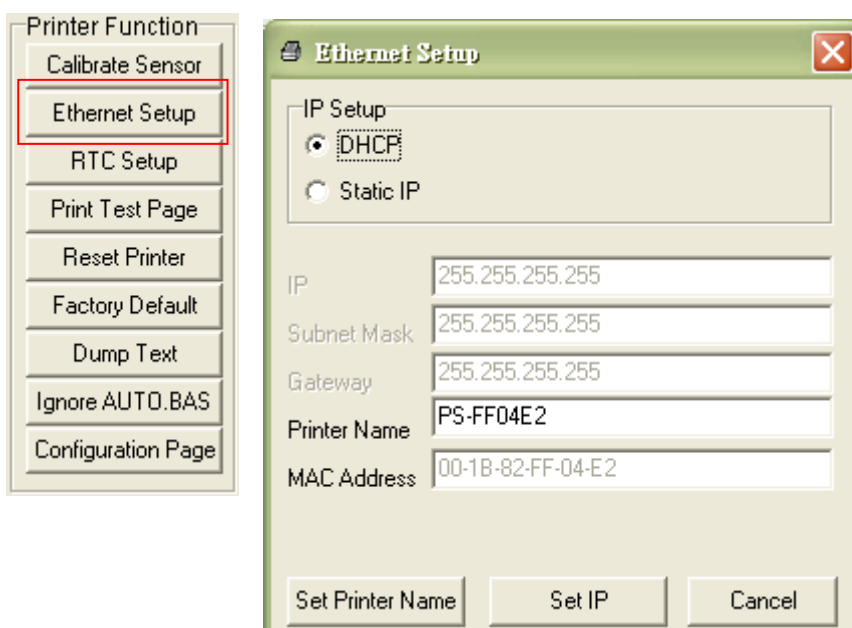 Printer Function
Calibrate Sensor
Ethernet Setup
RTC Setup
Print Test Page
Reset Printer
Factory Default
Dump Text
Ignore AUTO.BAS
Configuration Page
Ethernet Setup
IP Setup
DHCP
Static IP
IP 255.255.255.255
Subnet Mask 255.255.255.255
Gateway 255.255.255.255
Printer Name PS-FF04E2
MAC Address 00-1B-82-FF-04-E2
Set Printer Name Set IP Cancel